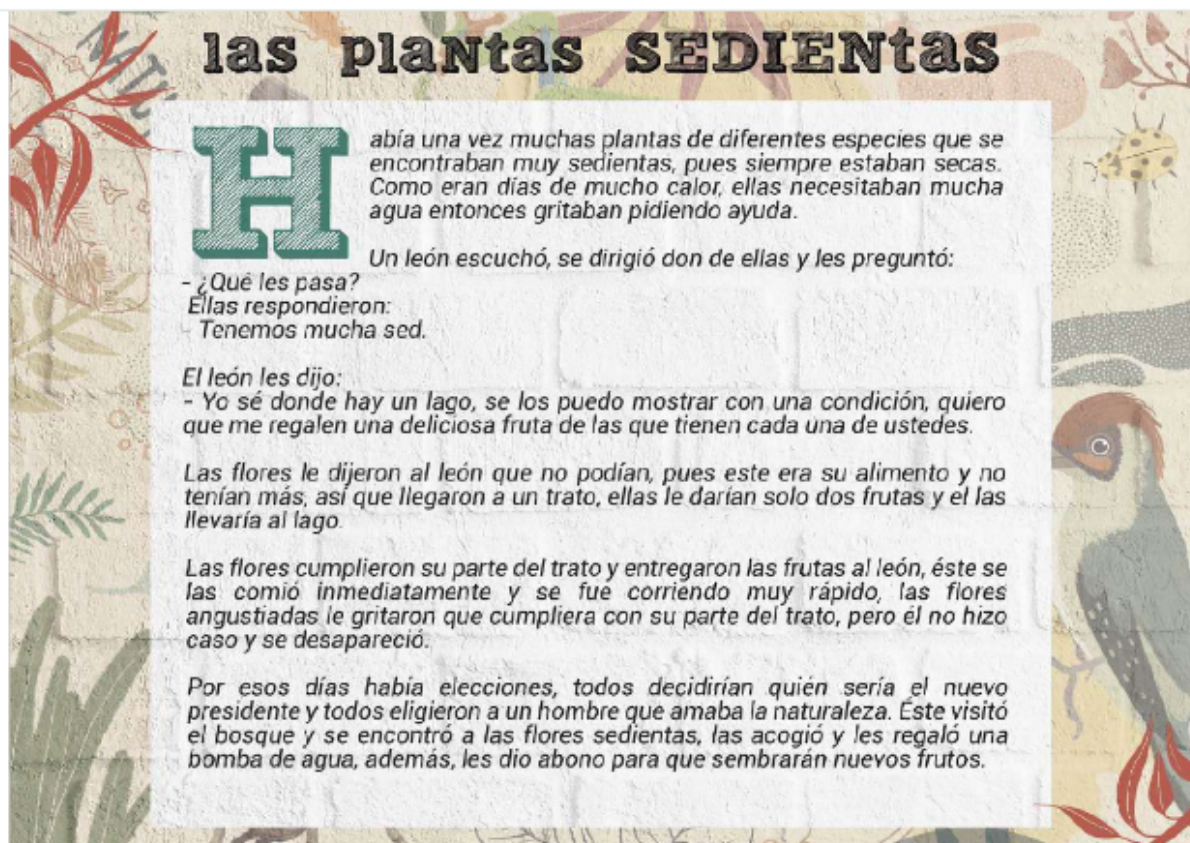 las plaNtas SEDIENtaS
Había una vez muchas plantas de diferentes especies que se
encontraban muy sedientas, pues siempre estaban secas.
Como eran días de mucho calor, ellas necesitaban mucha
agua entonces gritaban pidiendo ayuda.
Un león escuchó, se dirigió don de ellas y les preguntó:
- ¿Qué les pasa?
Ellas respondieron:
- Tenemos mucha sed.
El león les dijo:
- Yo sé donde hay un lago, se los puedo mostrar con una condición, quiero
que me regalen una deliciosa fruta de las que tienen cada una de ustedes.
Las flores le dijeron al león que no podían, pues este era su alimento y no
tenían más, así que llegaron a un trato, ellas le darían solo dos frutas y el las
llevaría al lago.
Las flores cumplieron su parte del trato y entregaron las frutas al león, éste se
las comió inmediatamente y se fue corriendo muy rápido, las flores
angustiadas le gritaron que cumpliera con su parte del trato, pero él no hizo
caso y se desapareció.
Por esos días había elecciones, todos decidirían quién sería el nuevo
presidente y todos eligieron a un hombre que amaba la naturaleza. Éste visitó
el bosque y se encontró a las flores sedientas, las acogió y les regaló una
bomba de agua, además, les dio abono para que sembrarán nuevos frutos.